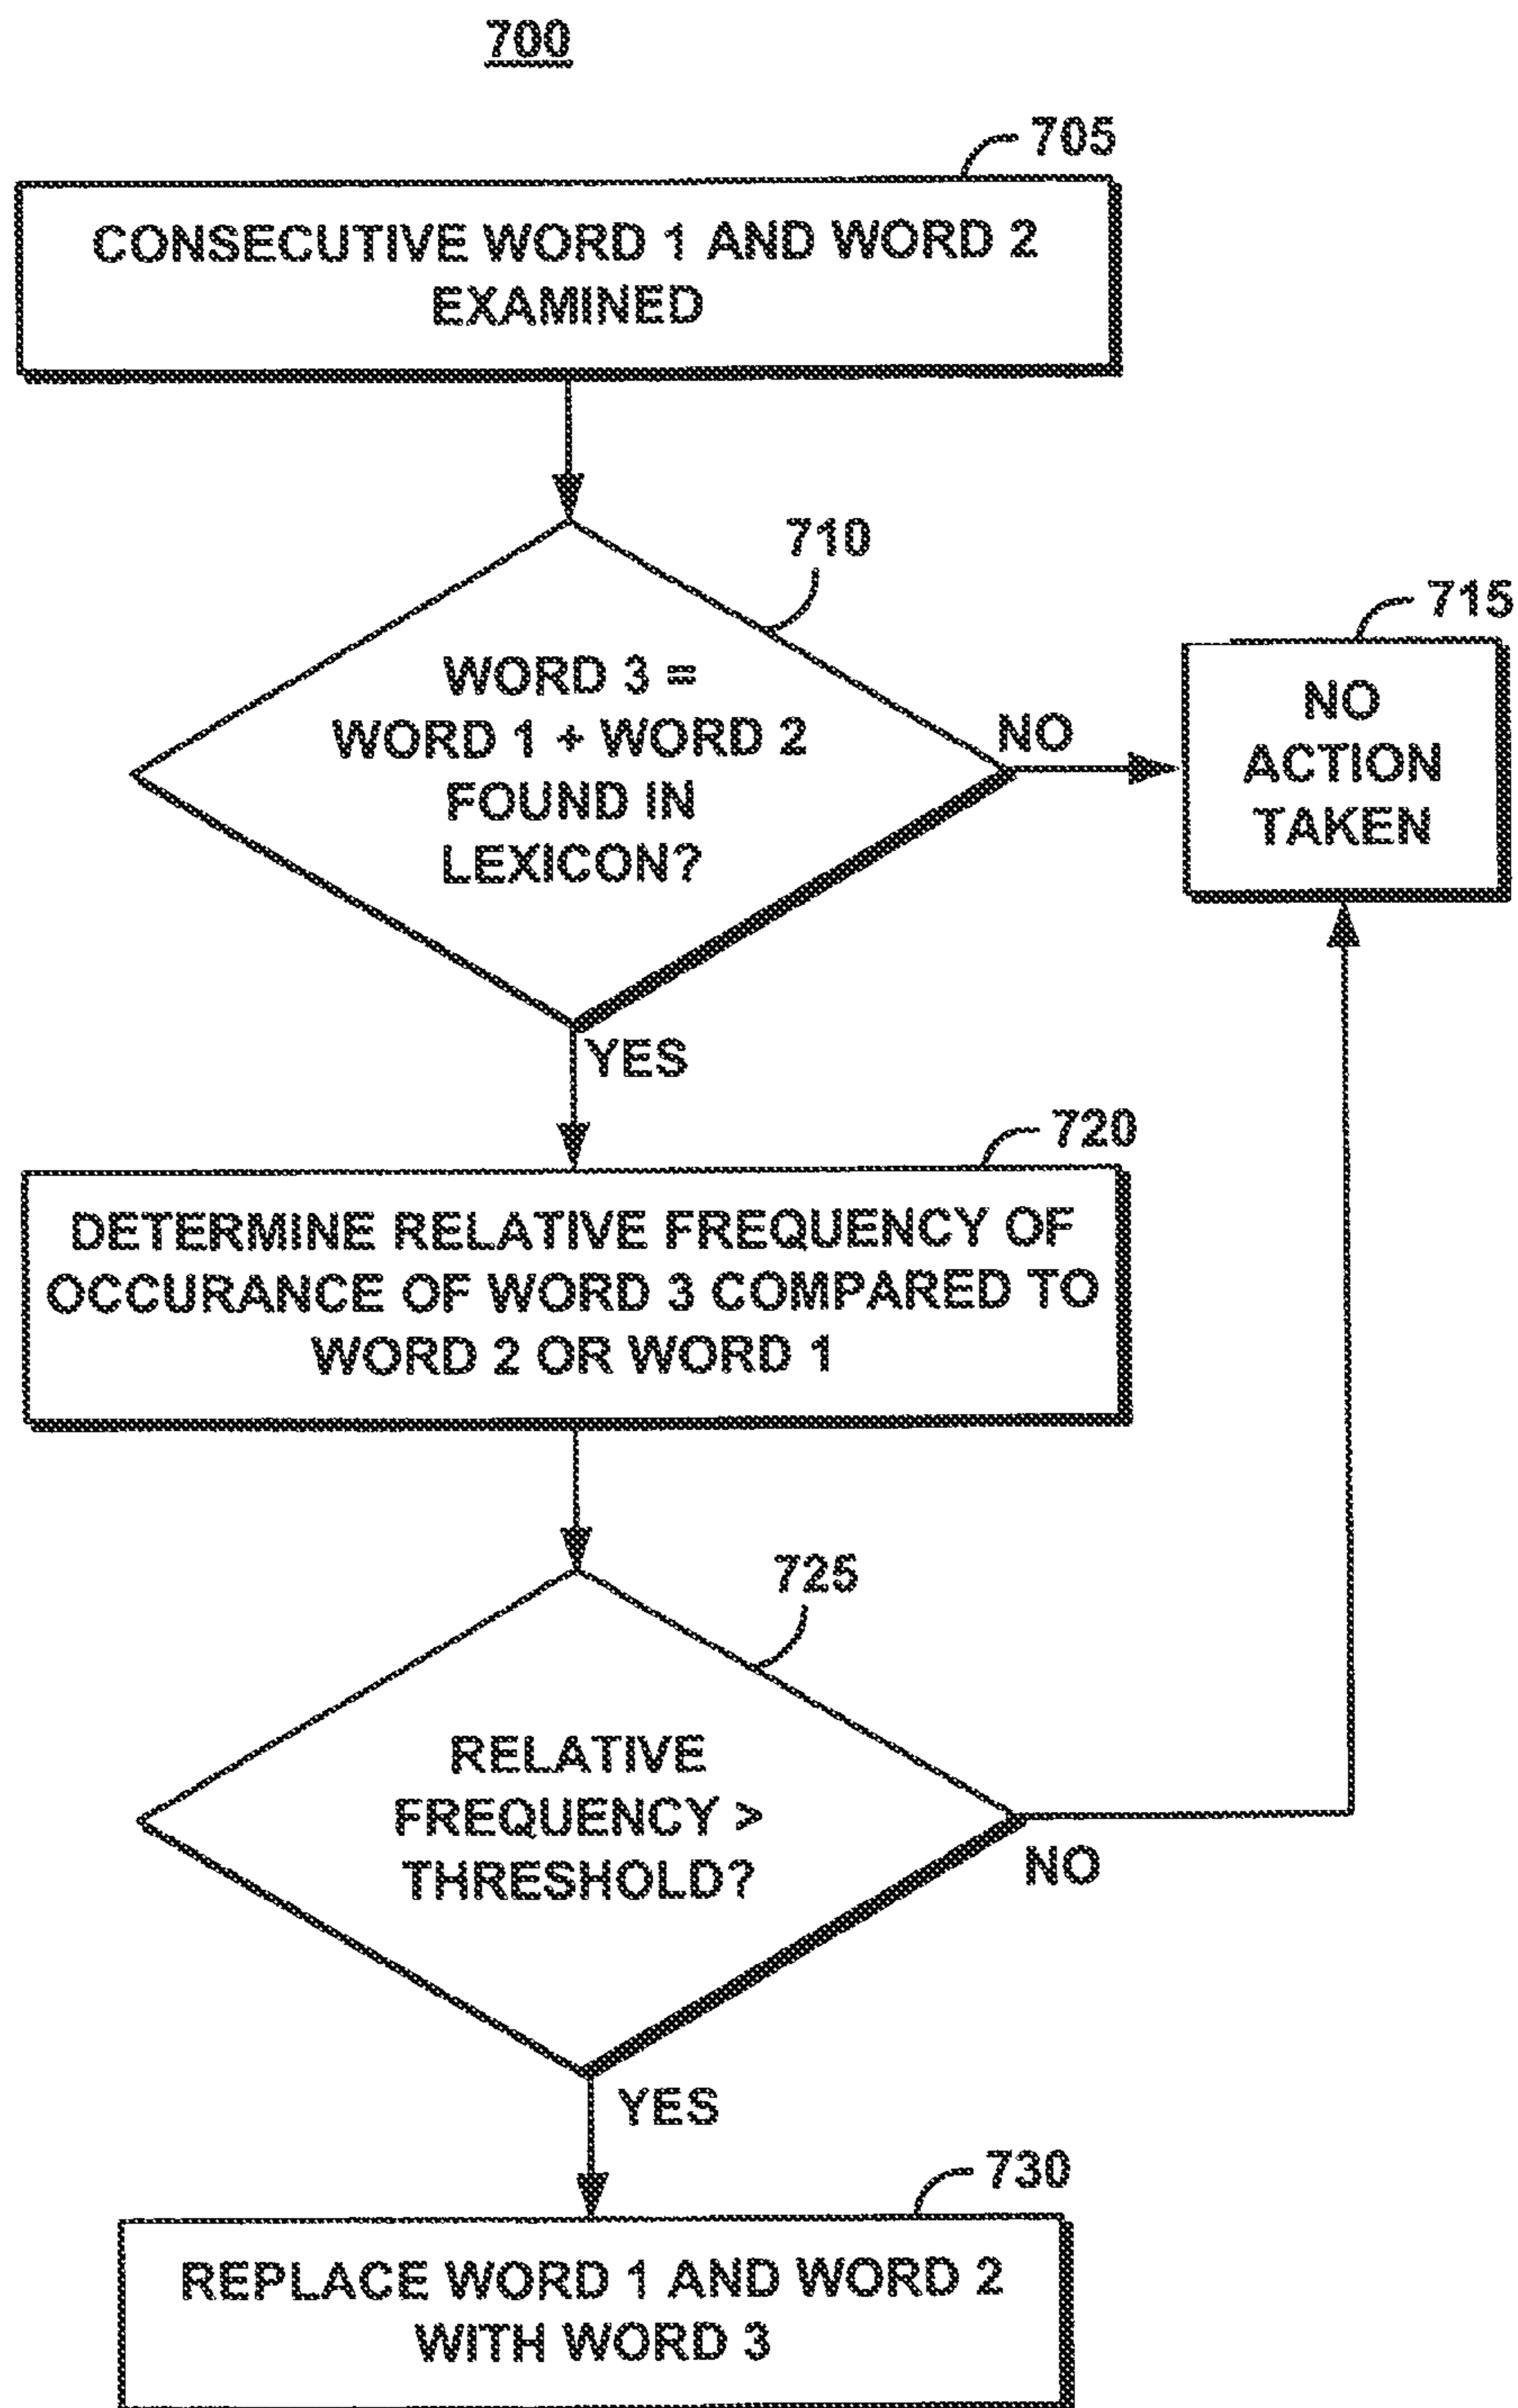 700
705
CONSECUTIVE WORD 1 AND WORD 2
EXAMINED
710
WORD 3 =
WORD 1 + WORD 2
FOUND IN
LEXICON?
NO
715
NO
ACTION
TAKEN
YES
720
DETERMINE RELATIVE FREQUENCY OF
OCCURANCE OF WORD 3 COMPARED TO
WORD 2 OR WORD 1
725
RELATIVE
FREQUENCY >
THRESHOLD?
NO
YES
730
REPLACE WORD 1 AND WORD 2
WITH WORD 3